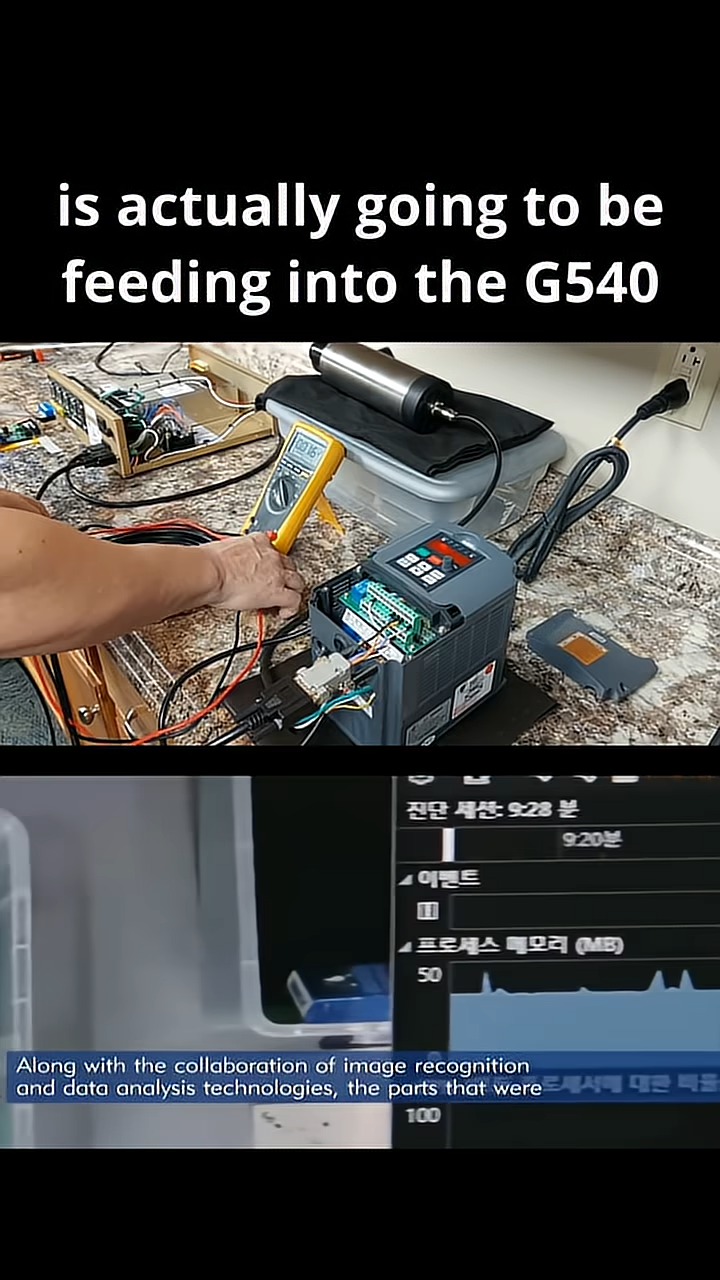 is actually going to be
feeding into the G540
진단 세션: 9:28 분
9:20분
이벤트
프로세스 메모리 (MB)
50
Along with the collaboration of image recognition
and data analysis technologies, the parts that were
100